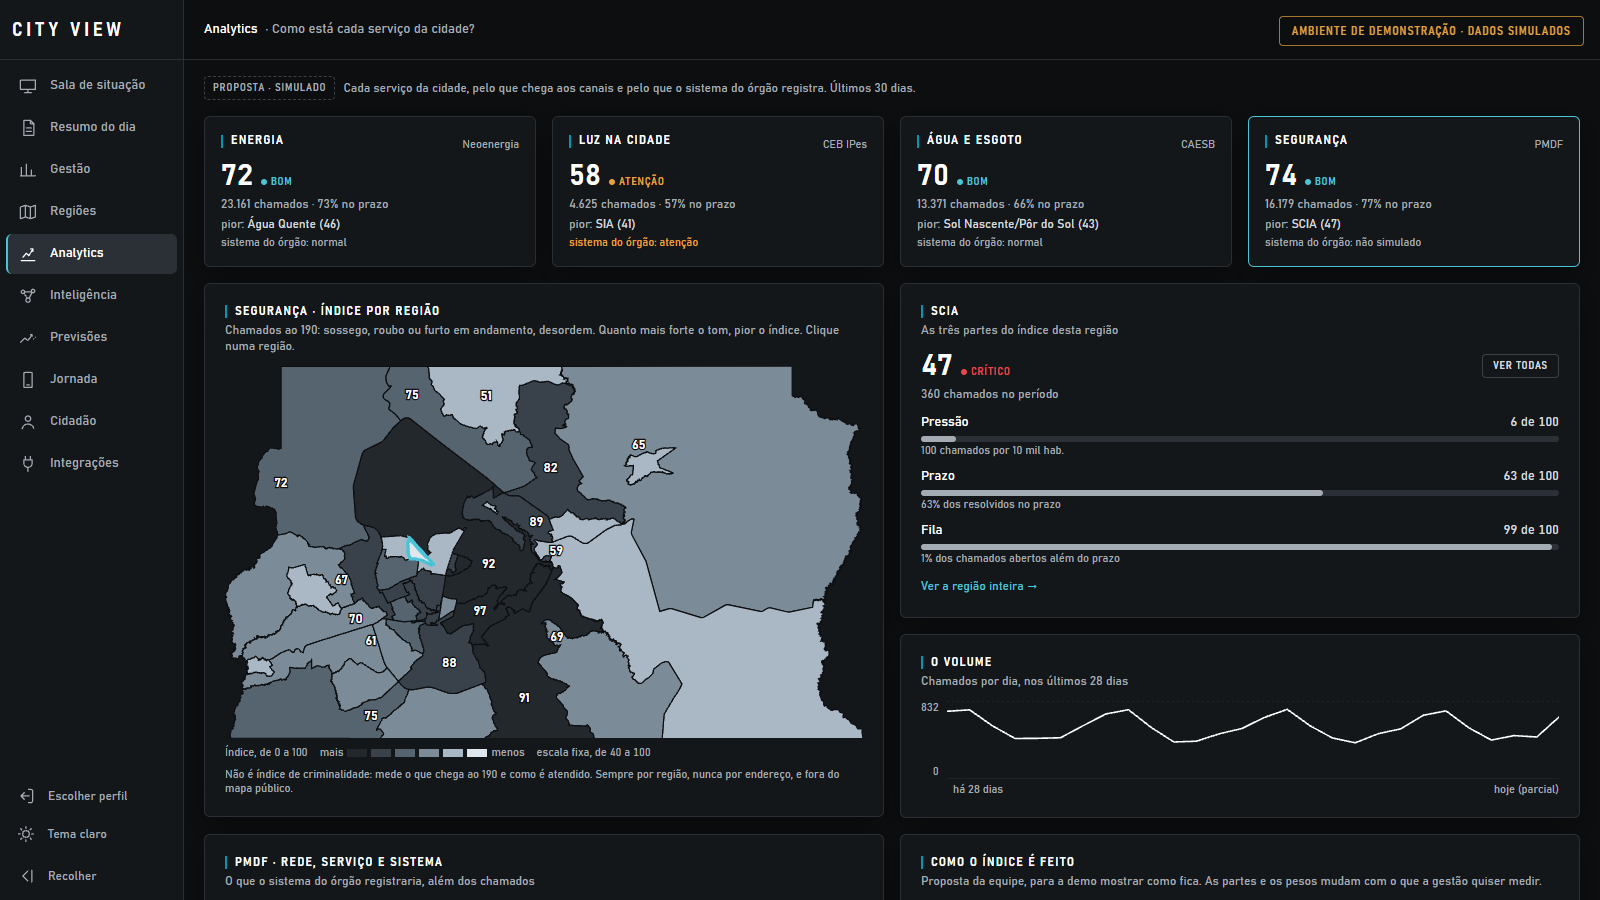 CITY VIEW
Analytics · Como está cada serviço da cidade?
AMBIENTE DE DEMONSTRAÇÃO · DADOS SIMULADOS
Sala de situação
Resumo do dia
Gestão
Regiões
Analytics
Inteligência
Previsões
Jornada
Cidadão
Integrações
Escolher perfil
Tema claro
Recolher
PROPOSTA · SIMULADO
Cada serviço da cidade, pelo que chega aos canais e pelo que o sistema do órgão registra. Últimos 30 dias.
ENERGIA
Neoenergia
72 BOM
23.161 chamados · 73% no prazo
pior: Água Quente (46)
sistema do órgão: normal
LUZ NA CIDADE
CEB IPes
58 ATENÇÃO
4.625 chamados · 57% no prazo
pior: SIA (41)
sistema do órgão: atenção
ÁGUA E ESGOTO
CAESB
70 BOM
13.371 chamados · 66% no prazo
pior: Sol Nascente/Pôr do Sol (43)
sistema do órgão: normal
SEGURANÇA
PMDF
74 BOM
16.179 chamados · 77% no prazo
pior: SCIA (47)
sistema do órgão: não simulado
SEGURANÇA · ÍNDICE POR REGIÃO
Chamados ao 190: sossego, roubo ou furto em andamento, desordem. Quanto mais forte o tom, pior o índice. Clique
numa região.
75
51
65
82
72
89
59
92
67
97
70
69
61
88
91
75
Índice, de 0 a 100 mais menos escala fixa, de 40 a 100
Não é índice de criminalidade: mede o que chega ao 190 e como é atendido. Sempre por região, nunca por endereço, e fora do
mapa público.
SCIA
As três partes do índice desta região
47 CRÍTICO
VER TODAS
360 chamados no período
Pressão 6 de 100
100 chamados por 10 mil hab.
Prazo 63 de 100
63% dos resolvidos no prazo
Fila 99 de 100
1% dos chamados abertos além do prazo
Ver a região inteira →
O VOLUME
Chamados por dia, nos últimos 28 dias
832
0
há 28 dias
hoje (parcial)
PMDF · REDE, SERVIÇO E SISTEMA
O que o sistema do órgão registraria, além dos chamados
COMO O ÍNDICE É FEITO
Proposta da equipe, para a demo mostrar como fica. As partes e os pesos mudam com o que a gestão quiser medir.